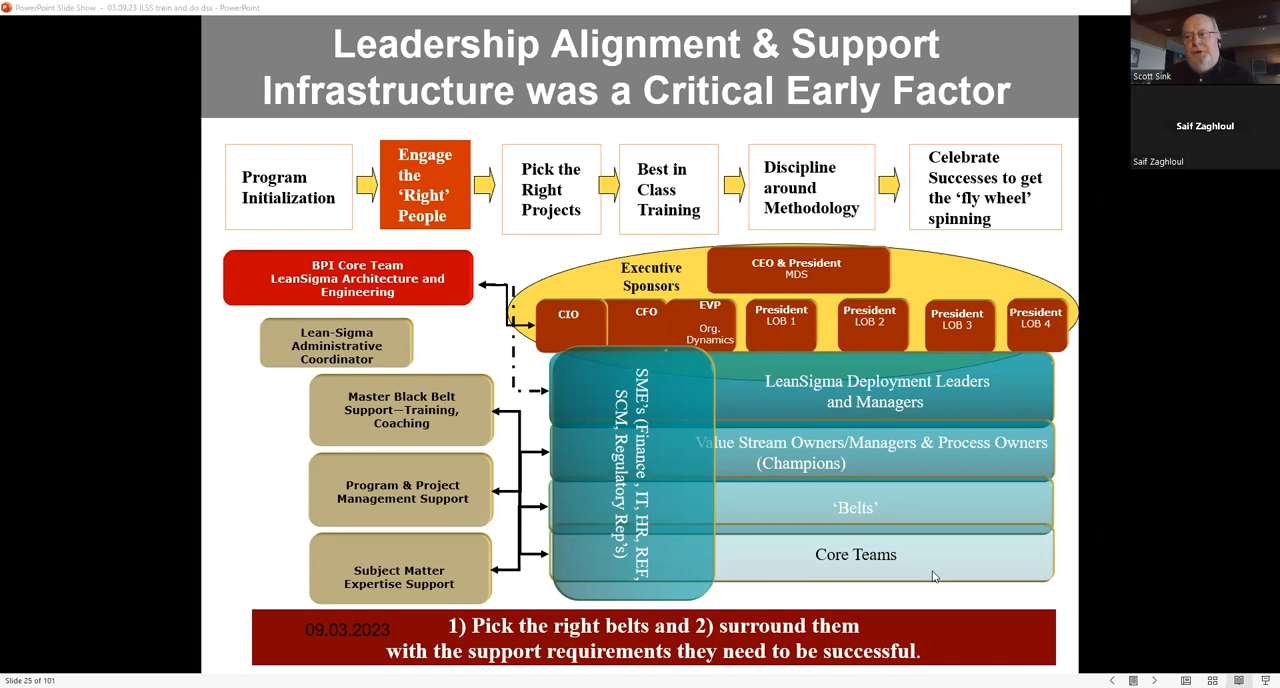 PowerPoint Slide Show - 03.09.23 ILSS train and do dss - PowerPoint
Leadership Alignment & Support
Infrastructure was a Critical Early Factor
Scott Sink
Saif Zaghloul
Saif Zaghloul
Program
Initialization
Engage
the
‘Right’
People
Pick the
Right
Projects
Best in
Class
Training
Discipline
around
Methodology
Celebrate
Successes to get
the ‘fly wheel’
spinning
BPI Core Team
LeanSigma Architecture and
Engineering
Executive
Sponsors
CEO & President
MDS
CIO
CFO
EVP
Org.
Dynamics
President
LOB 1
President
LOB 2
President
LOB 3
President
LOB 4
Lean-Sigma
Administrative
Coordinator
Master Black Belt
Support—Training,
Coaching
Program & Project
Management Support
Subject Matter
Expertise Support
SME’s (Finance , IT, HR, REF,
SCM, Regulatory Rep’s)
LeanSigma Deployment Leaders
and Managers
Value Stream Owners/Managers & Process Owners
(Champions)
‘Belts’
Core Teams
09.03.2023
1) Pick the right belts and 2) surround them
with the support requirements they need to be successful.
Slide 25 of 101